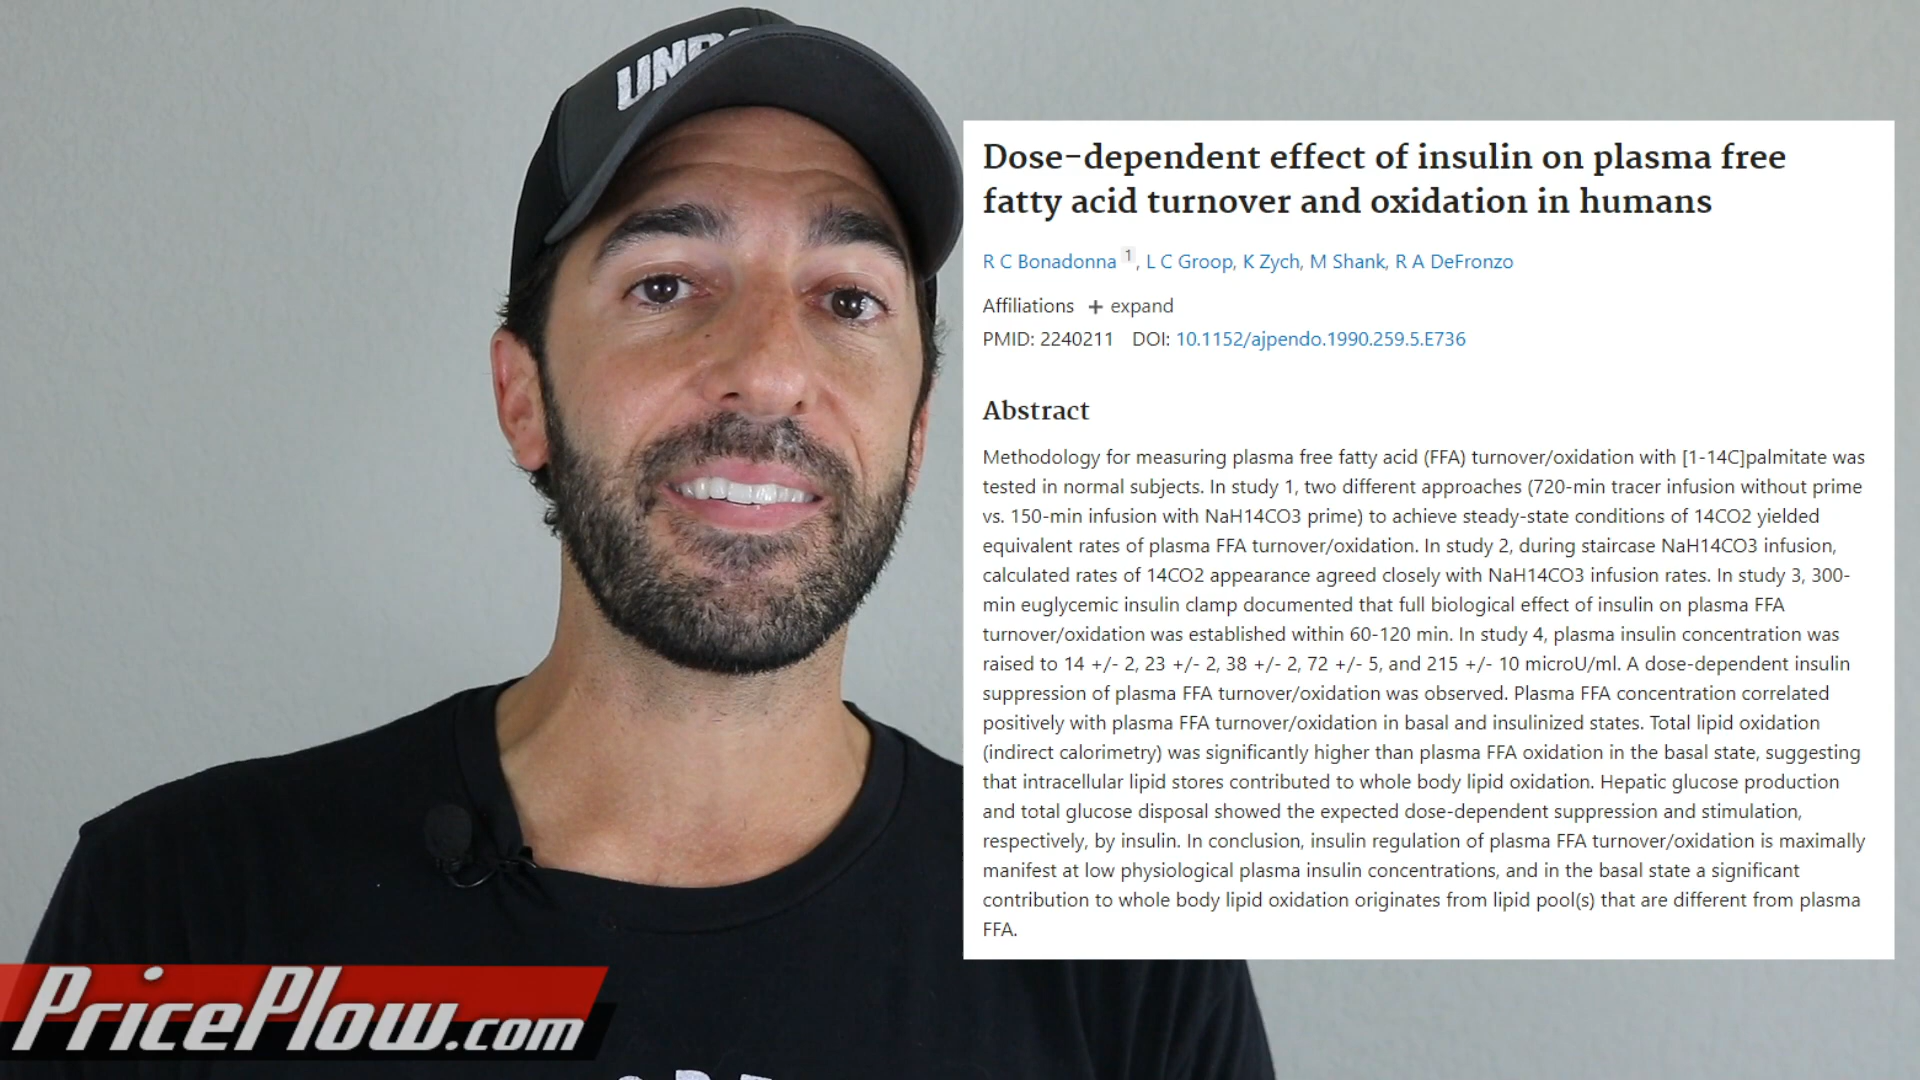 UND
Dose-dependent effect of insulin on plasma free
fatty acid turnover and oxidation in humans
R C Bonadonna 1, L C Groop, K Zych, M Shank, R A DeFronzo
Affiliations + expand
PMID: 2240211 DOI: 10.1152/ajpendo.1990.259.5.E736
Abstract
Methodology for measuring plasma free fatty acid (FFA) turnover/oxidation with [1-14C]palmitate was
tested in normal subjects. In study 1, two different approaches (720-min tracer infusion without prime
vs. 150-min infusion with NaH14CO3 prime) to achieve steady-state conditions of 14CO2 yielded
equivalent rates of plasma FFA turnover/oxidation. In study 2, during staircase NaH14CO3 infusion,
calculated rates of 14CO2 appearance agreed closely with NaH14CO3 infusion rates. In study 3, 300-
min euglycemic insulin clamp documented that full biological effect of insulin on plasma FFA
turnover/oxidation was established within 60-120 min. In study 4, plasma insulin concentration was
raised to 14 +/- 2, 23 +/- 2, 38 +/- 2, 72 +/- 5, and 215 +/- 10 microU/ml. A dose-dependent insulin
suppression of plasma FFA turnover/oxidation was observed. Plasma FFA concentration correlated
positively with plasma FFA turnover/oxidation in basal and insulinized states. Total lipid oxidation
(indirect calorimetry) was significantly higher than plasma FFA oxidation in the basal state, suggesting
that intracellular lipid stores contributed to whole body lipid oxidation. Hepatic glucose production
and total glucose disposal showed the expected dose-dependent suppression and stimulation,
respectively, by insulin. In conclusion, insulin regulation of plasma FFA turnover/oxidation is maximally
manifest at low physiological plasma insulin concentrations, and in the basal state a significant
contribution to whole body lipid oxidation originates from lipid pool(s) that are different from plasma
FFA.
PricePlow.com